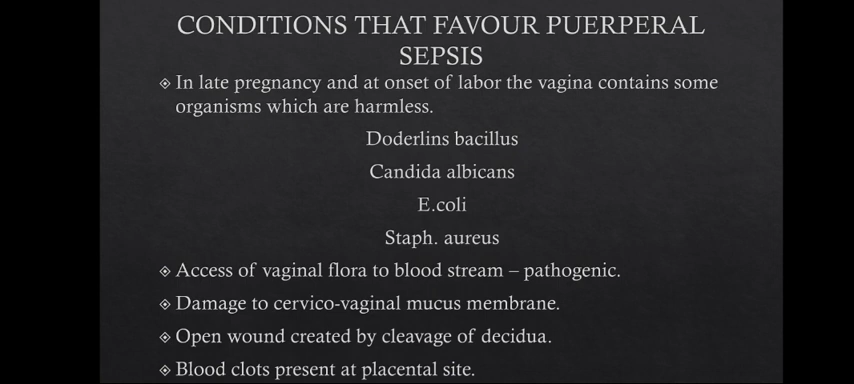 CONDITIONS THAT FAVOUR PUERPERAL
SEPSIS
In late pregnancy and at onset of labor the vagina contains some
organisms which are harmless.
Doderlins bacillus
Candida albicans
E.coli
Staph. aureus
Access of vaginal flora to blood stream – pathogenic.
Damage to cervico-vaginal mucus membrane.
Open wound created by cleavage of decidua.
Blood clots present at placental site.